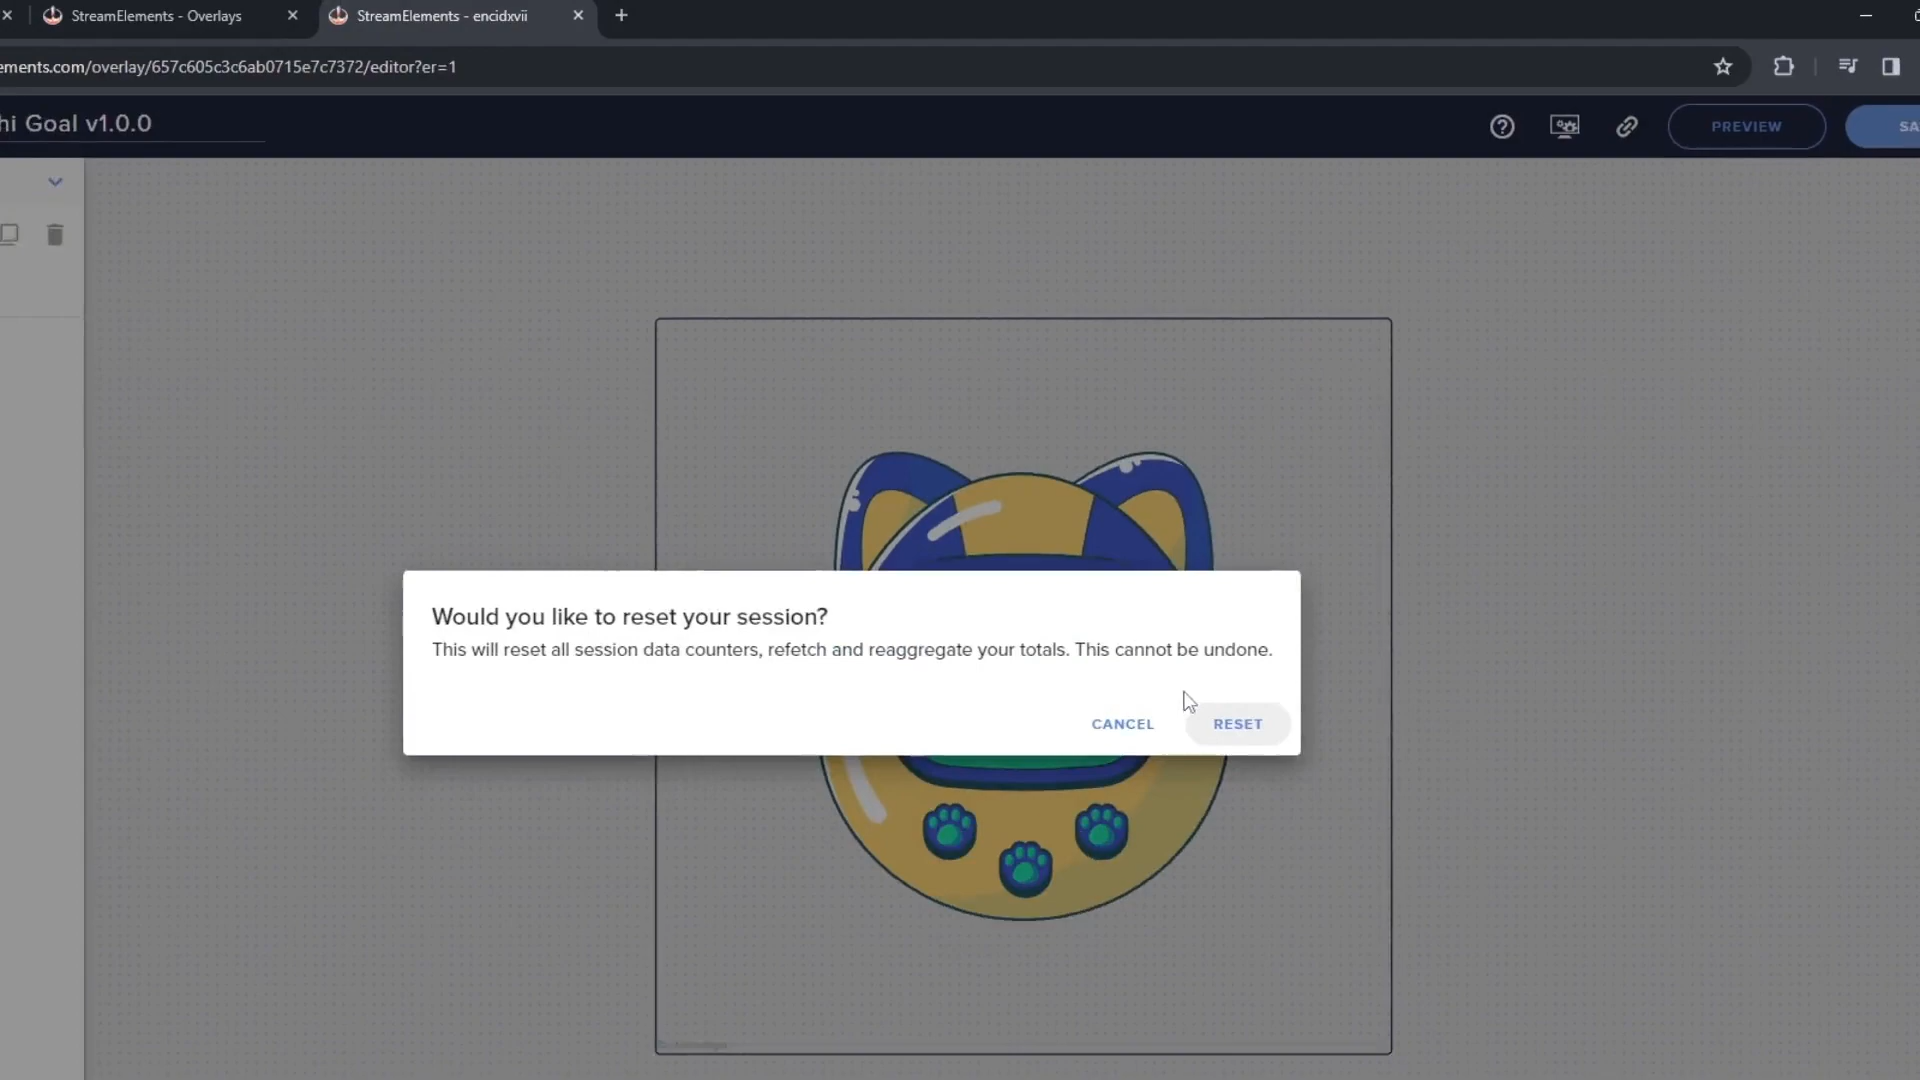 StreamElements - Overlays
StreamElements - encidxvii
ements.com/overlay/657c605c3c6ab0715e7c7372/editor?er=1
hi Goal v1.0.0
PREVIEW
SA
Would you like to reset your session?
This will reset all session data counters, refetch and reaggregate your totals. This cannot be undone.
CANCEL
RESET